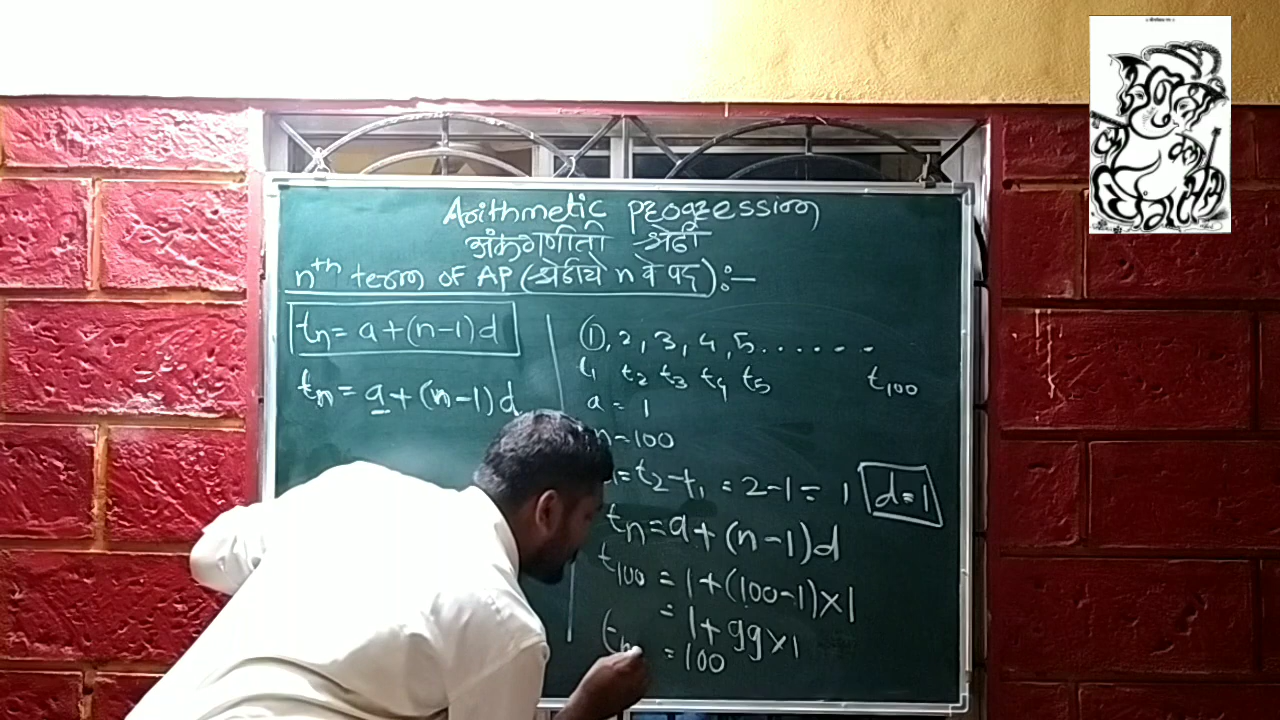 Arithmetic progression
अंकगणिती श्रेढी
nth term of AP (श्रेढीचे n वे पद) :-
tn = a+(n-1)d
tn = a + (n-1) d
1, 2, 3, 4, 5.......
t1 t2 t3 t4 t5 t100
a = 1
n=100
= t2-t1 = 2-1 = 1 d=1
tn = a + (n-1)d
t100 = 1+(100-1)×1
= 1+99×1
= 100